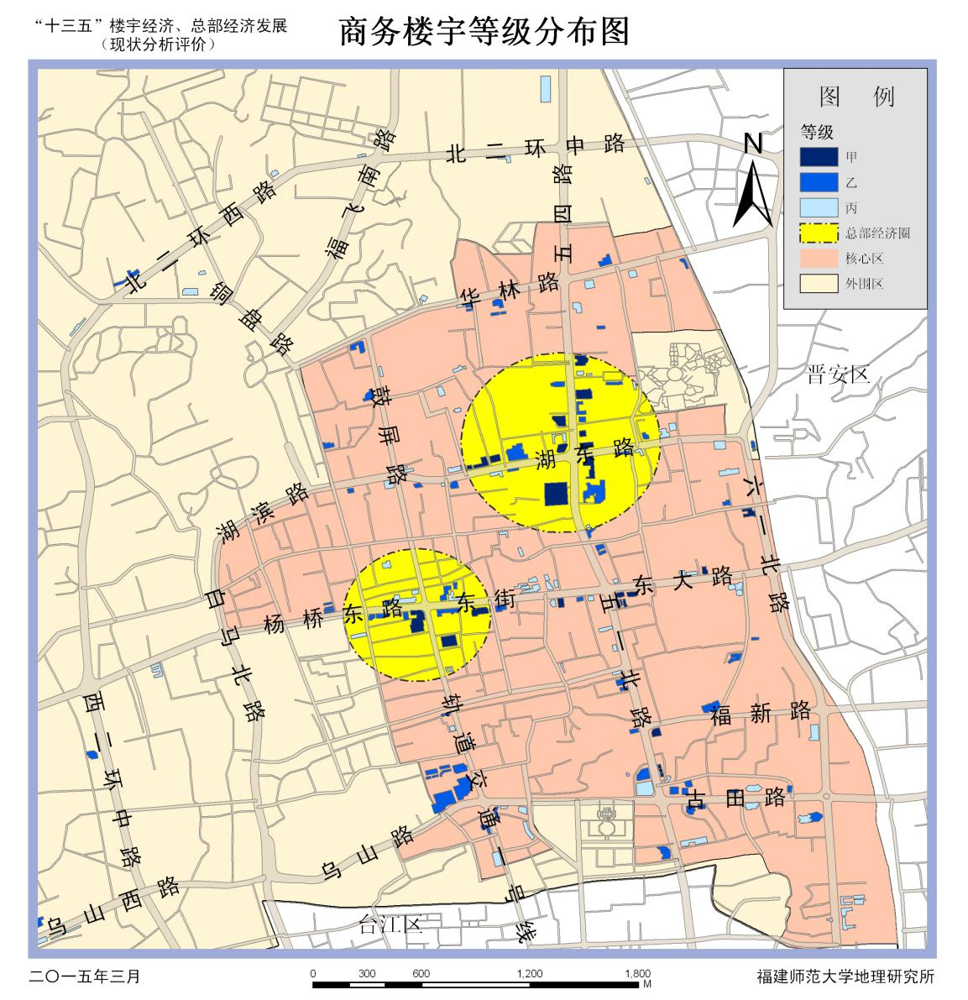 “十三五”楼宇经济、总部经济发展
（现状分析评价）
商务楼宇等级分布图
图 例
等级
甲
乙
丙
总部经济圈
核心区
外围区
N
北二环中路
北二环西路
福飞南路
五四路
铜盘路
华林路
晋安区
鼓屏路
湖东路
湖滨路
六一北路
白马北路
杨桥东路
东街
东大路
五一北路
西二环中路
轨道交通一号线
福新路
古田路
乌山路
乌山西路
台江区
二〇一五年三月
0 300 600 1,200 1,800
M
福建师范大学地理研究所